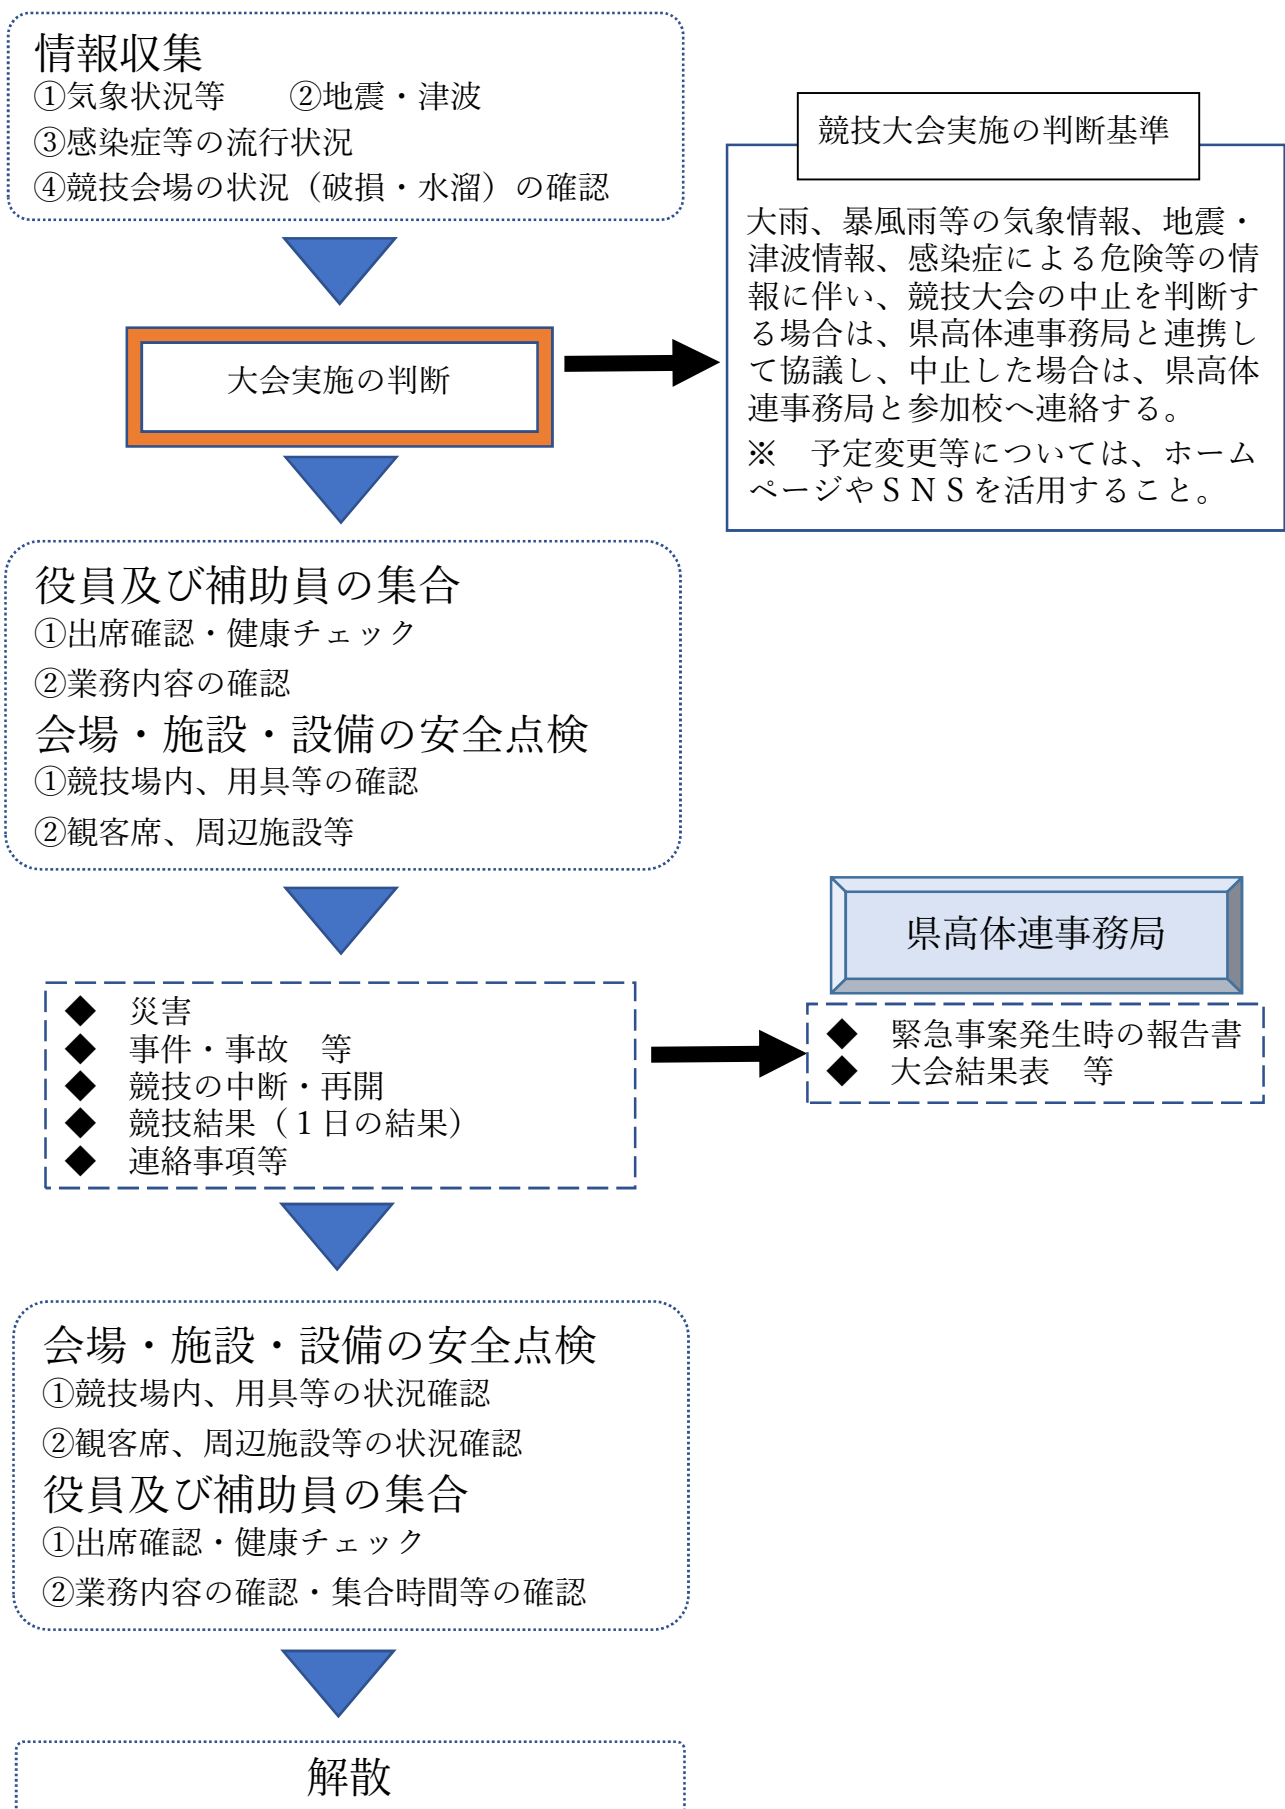 情報収集
①気象状況等　　②地震・津波
③感染症等の流行状況
④競技会場の状況（破損・水溜）の確認
競技大会実施の判断基準
大雨、暴風雨等の気象情報、地震・
津波情報、感染症による危険等の情
報に伴い、競技大会の中止を判断す
る場合は、県高体連事務局と連携し
て協議し、中止した場合は、県高体
連事務局と参加校へ連絡する。
※　予定変更等については、ホーム
ページやＳＮＳを活用すること。
大会実施の判断
役員及び補助員の集合
①出席確認・健康チェック
②業務内容の確認
会場・施設・設備の安全点検
①競技場内、用具等の確認
②観客席、周辺施設等
県高体連事務局
◆　災害
◆　事件・事故　等
◆　競技の中断・再開
◆　競技結果（１日の結果）
◆　連絡事項等
◆　緊急事案発生時の報告書
◆　大会結果表　等
会場・施設・設備の安全点検
①競技場内、用具等の状況確認
②観客席、周辺施設等の状況確認
役員及び補助員の集合
①出席確認・健康チェック
②業務内容の確認・集合時間等の確認
解散